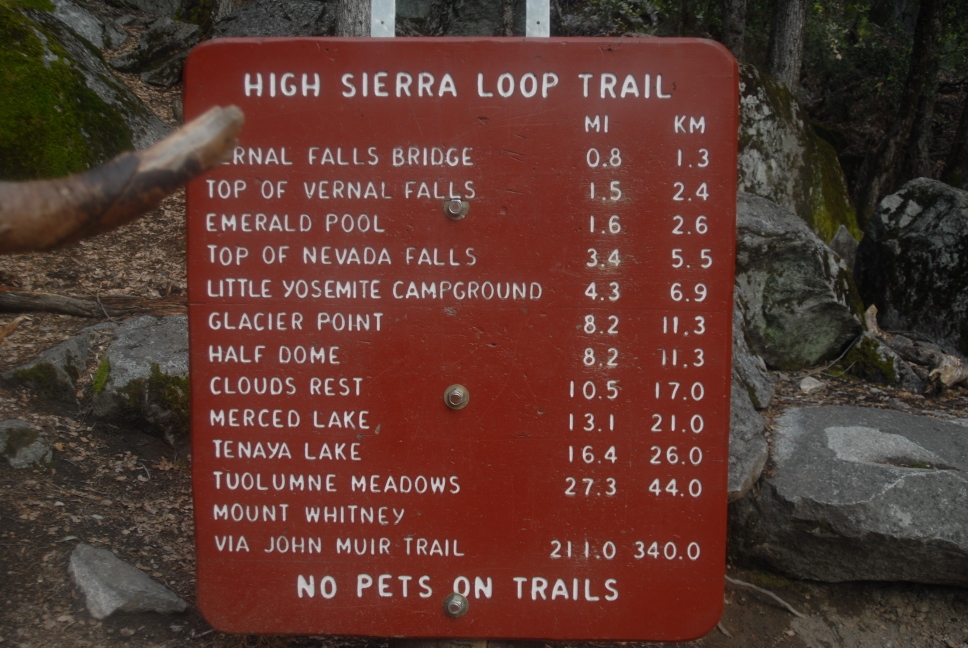 HIGH SIERRA LOOP TRAIL
MI KM
ERNAL FALLS BRIDGE 0.8 1.3
TOP OF VERNAL FALLS 1.5 2.4
EMERALD POOL 1.6 2.6
TOP OF NEVADA FALLS 3.4 5.5
LITTLE YOSEMITE CAMPGROUND 4.3 6.9
GLACIER POINT 8.2 11.3
HALF DOME 8.2 11.3
CLOUDS REST 10.5 17.0
MERCED LAKE 13.1 21.0
TENAYA LAKE 16.4 26.0
TUOLUMNE MEADOWS 27.3 44.0
MOUNT WHITNEY
VIA JOHN MUIR TRAIL 211.0 340.0
NO PETS ON TRAILS